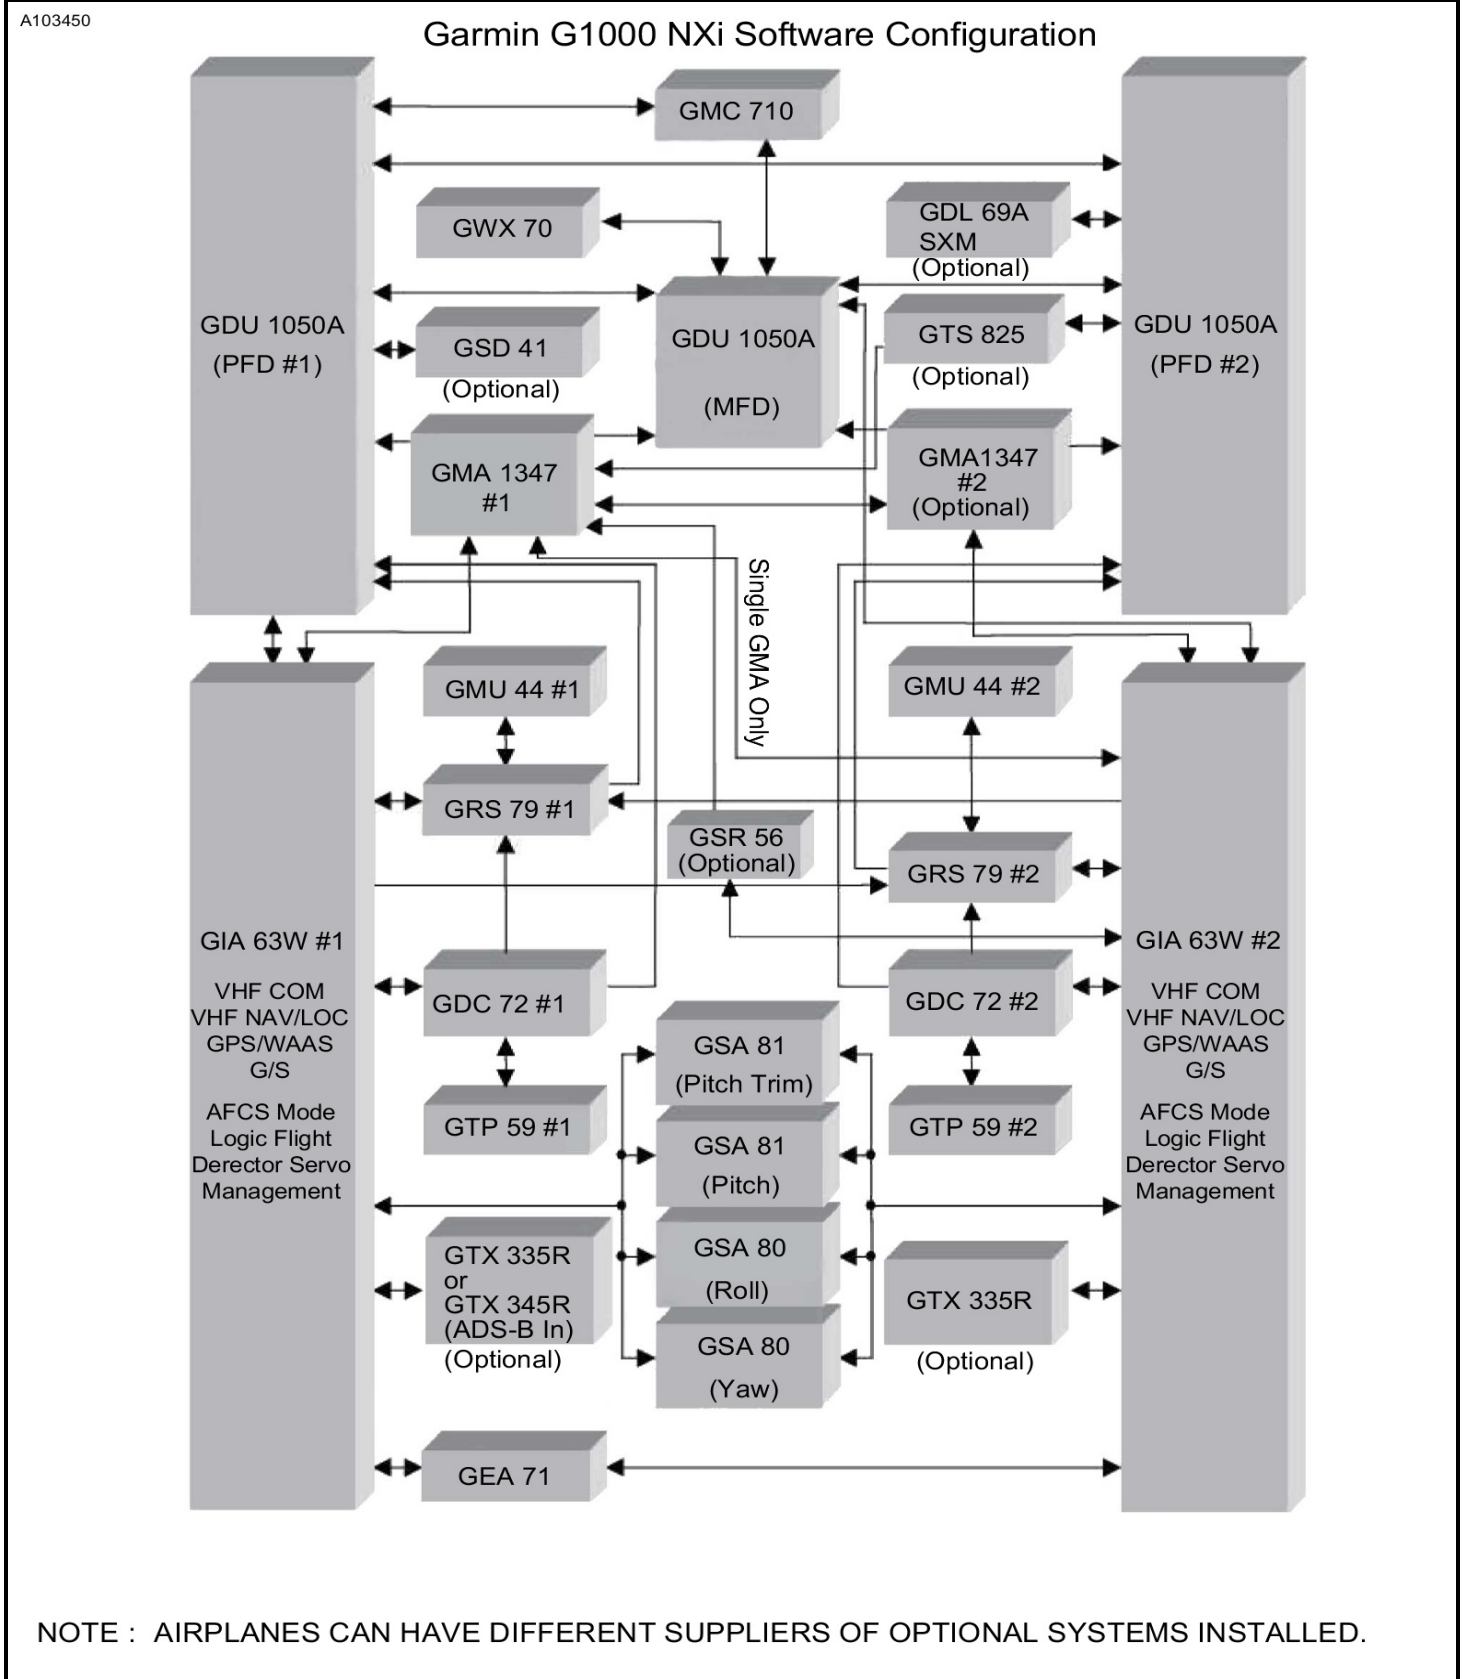 A103450
Garmin G1000 NXi Software Configuration
GMC 710
GWX 70
GDL 69A
SXM
(Optional)
GDU 1050A
(PFD #1)
GSD 41
(Optional)
GDU 1050A
(MFD)
GTS 825
(Optional)
GDU 1050A
(PFD #2)
GMA 1347
#1
GMA1347
#2
(Optional)
Single GMA Only
GMU 44 #1
GMU 44 #2
GRS 79 #1
GSR 56
(Optional)
GRS 79 #2
GIA 63W #1
VHF COM
VHF NAV/LOC
GPS/WAAS
G/S
AFCS Mode
Logic Flight
Derector Servo
Management
GDC 72 #1
GTP 59 #1
GSA 81
(Pitch Trim)
GSA 81
(Pitch)
GSA 80
(Roll)
GSA 80
(Yaw)
GDC 72 #2
GTP 59 #2
GIA 63W #2
VHF COM
VHF NAV/LOC
GPS/WAAS
G/S
AFCS Mode
Logic Flight
Derector Servo
Management
GTX 335R
or
GTX 345R
(ADS-B In)
(Optional)
GTX 335R
(Optional)
GEA 71
NOTE : AIRPLANES CAN HAVE DIFFERENT SUPPLIERS OF OPTIONAL SYSTEMS INSTALLED.